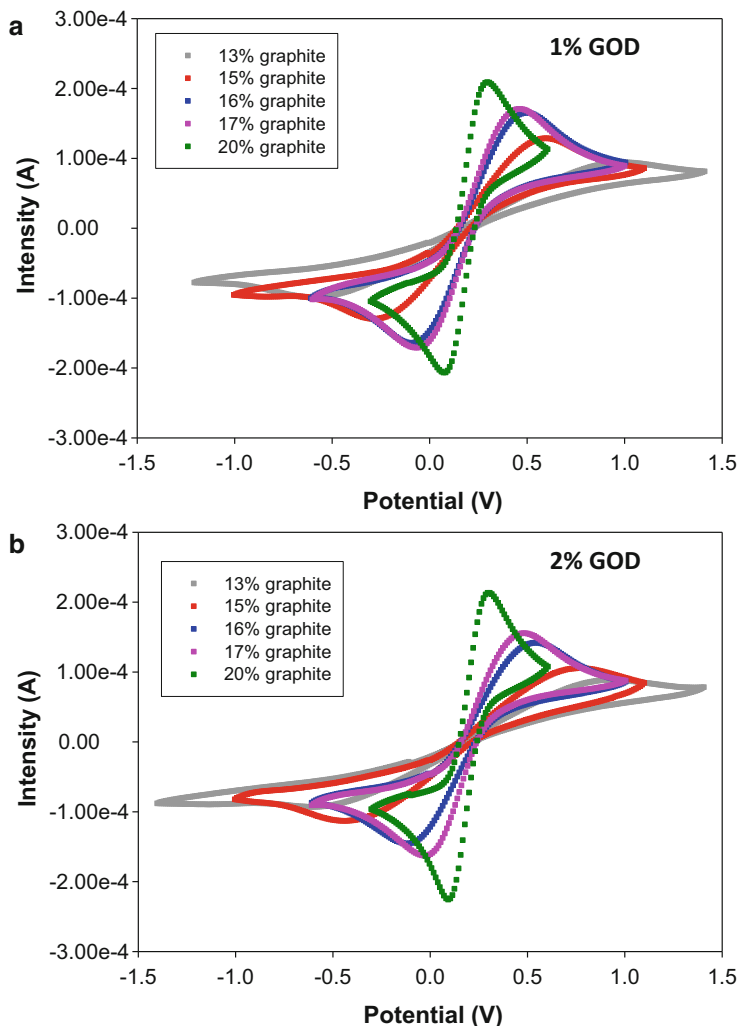 a
1% GOD
13% graphite
15% graphite
16% graphite
17% graphite
20% graphite
3.00e-4
2.00e-4
1.00e-4
0.00
-1.00e-4
-2.00e-4
-3.00e-4
Intensity (A)
-1.5 -1.0 -0.5 0.0 0.5 1.0 1.5
Potential (V)
b
2% GOD
13% graphite
15% graphite
16% graphite
17% graphite
20% graphite
3.00e-4
2.00e-4
1.00e-4
0.00
-1.00e-4
-2.00e-4
-3.00e-4
Intensity (A)
-1.5 -1.0 -0.5 0.0 0.5 1.0 1.5
Potential (V)